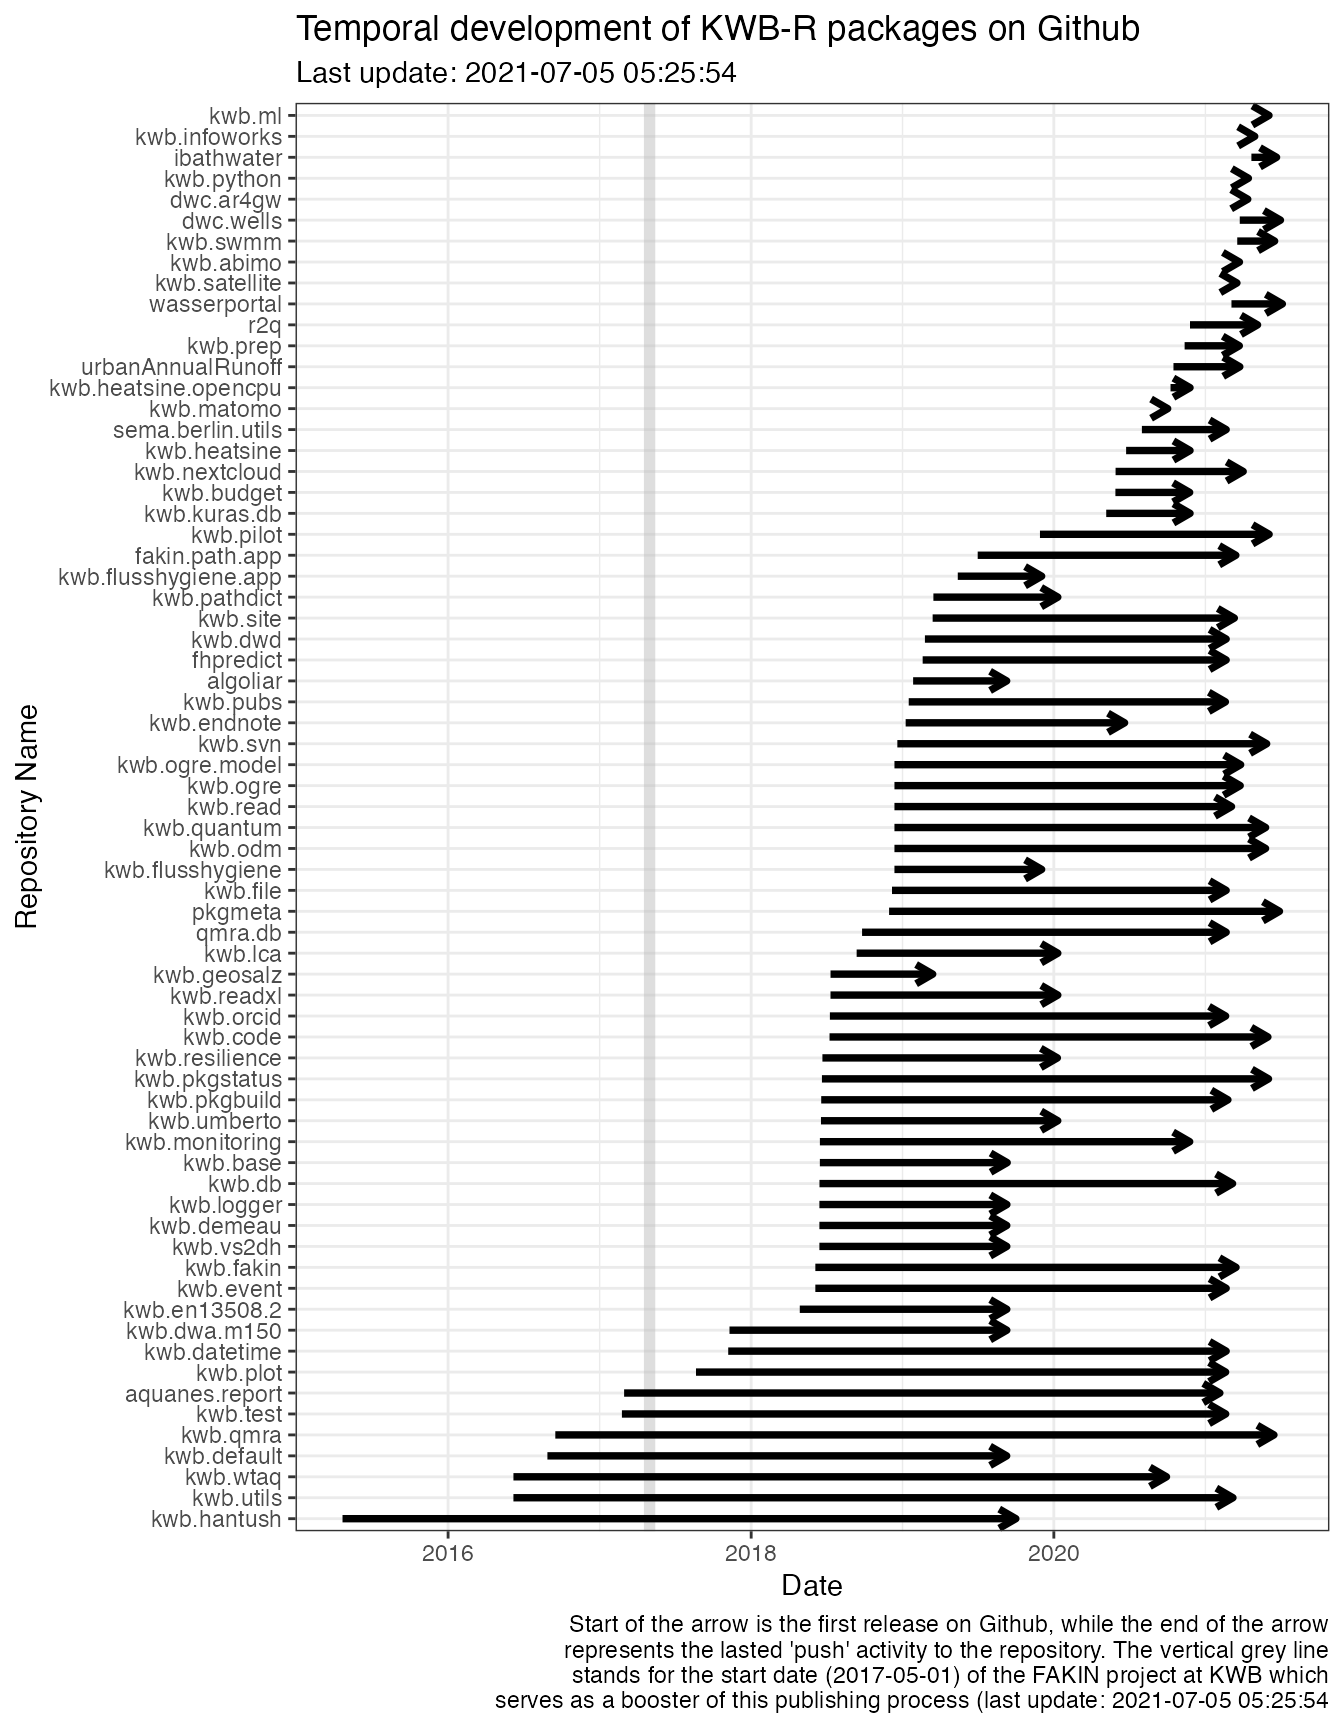 Temporal development of KWB-R packages on Github
Last update: 2021-07-05 05:25:54
Repository Name
kwb.ml
kwb.infoworks
ibathwater
kwb.python
dwc.ar4gw
dwc.wells
kwb.swmm
kwb.abimo
kwb.satellite
wasserportal
r2q
kwb.prep
urbanAnnualRunoff
kwb.heatsine.opencpu
kwb.matomo
sema.berlin.utils
kwb.heatsine
kwb.nextcloud
kwb.budget
kwb.kuras.db
kwb.pilot
fakin.path.app
kwb.flusshygiene.app
kwb.pathdict
kwb.site
kwb.dwd
fhpredict
algoliar
kwb.pubs
kwb.endnote
kwb.svn
kwb.ogre.model
kwb.ogre
kwb.read
kwb.quantum
kwb.odm
kwb.flusshygiene
kwb.file
pkgmeta
qmra.db
kwb.lca
kwb.geosalz
kwb.readxl
kwb.orcid
kwb.code
kwb.resilience
kwb.pkgstatus
kwb.pkgbuild
kwb.umberto
kwb.monitoring
kwb.base
kwb.db
kwb.logger
kwb.demeau
kwb.vs2dh
kwb.fakin
kwb.event
kwb.en13508.2
kwb.dwa.m150
kwb.datetime
kwb.plot
aquanes.report
kwb.test
kwb.qmra
kwb.default
kwb.wtaq
kwb.utils
kwb.hantush
2016 2018 2020
Date
Start of the arrow is the first release on Github, while the end of the arrow
represents the lasted 'push' activity to the repository. The vertical grey line
stands for the start date (2017-05-01) of the FAKIN project at KWB which
serves as a booster of this publishing process (last update: 2021-07-05 05:25:54